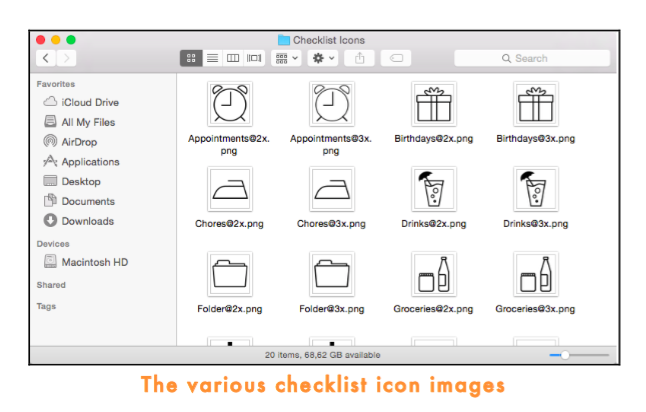 Checklist Icons
Search
Favorites
iCloud Drive
All My Files
AirDrop
Applications
Desktop
Documents
Downloads
Devices
Macintosh HD
Shared
Tags
Appointments@2x.
png
Appointments@3x.
png
Birthdays@2x.png
Birthdays@3x.png
Chores@2x.png
Chores@3x.png
Drinks@2x.png
Drinks@3x.png
Folder@2x.png
Folder@3x.png
Groceries@2x.png
Groceries@3x.png
20 items, 68,62 GB available
The various checklist icon images